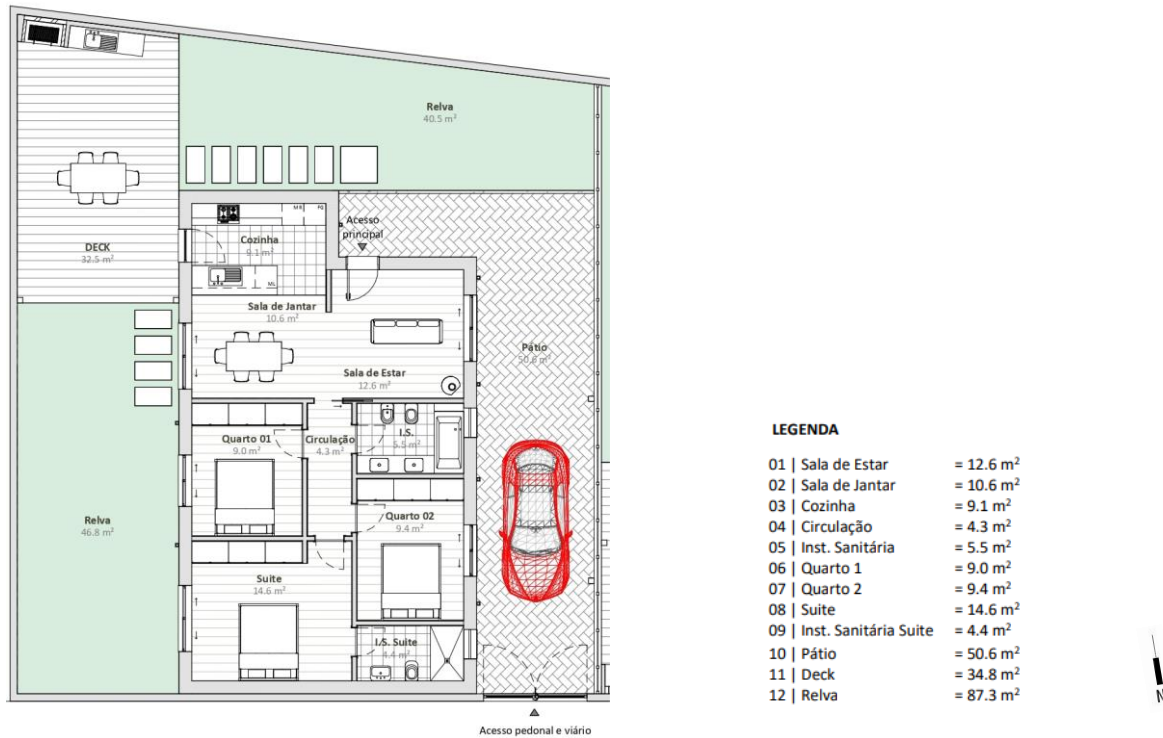 Relva
40.5 m²
Acesso
principal
MR
FG
Cozinha
9.1 m²
ML
DECK
32.5 m²
Sala de Jantar
10.6 m²
Pátio
50.6 m²
Sala de Estar
12.6 m²
Quarto 01
9.0 m²
Circulação
4.3 m²
I.S.
5.5 m²
Quarto 02
9.4 m²
Relva
46.8 m²
Suite
14.6 m²
I.S. Suite
4.4 m²
Acesso pedonal e viário
LEGENDA
01 | Sala de Estar = 12.6 m²
02 | Sala de Jantar = 10.6 m²
03 | Cozinha = 9.1 m²
04 | Circulação = 4.3 m²
05 | Inst. Sanitária = 5.5 m²
06 | Quarto 1 = 9.0 m²
07 | Quarto 2 = 9.4 m²
08 | Suite = 14.6 m²
09 | Inst. Sanitária Suite = 4.4 m²
10 | Pátio = 50.6 m²
11 | Deck = 34.8 m²
12 | Relva = 87.3 m²
N